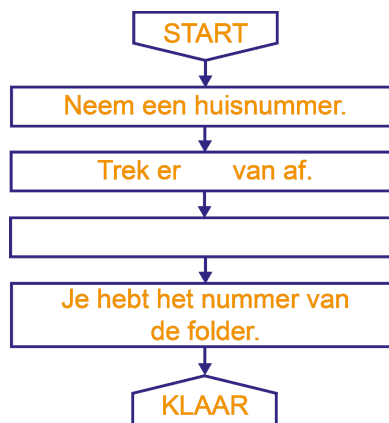 START
Neem een huisnummer.
Trek er van af.
Je hebt het nummer van
de folder.
KLAAR